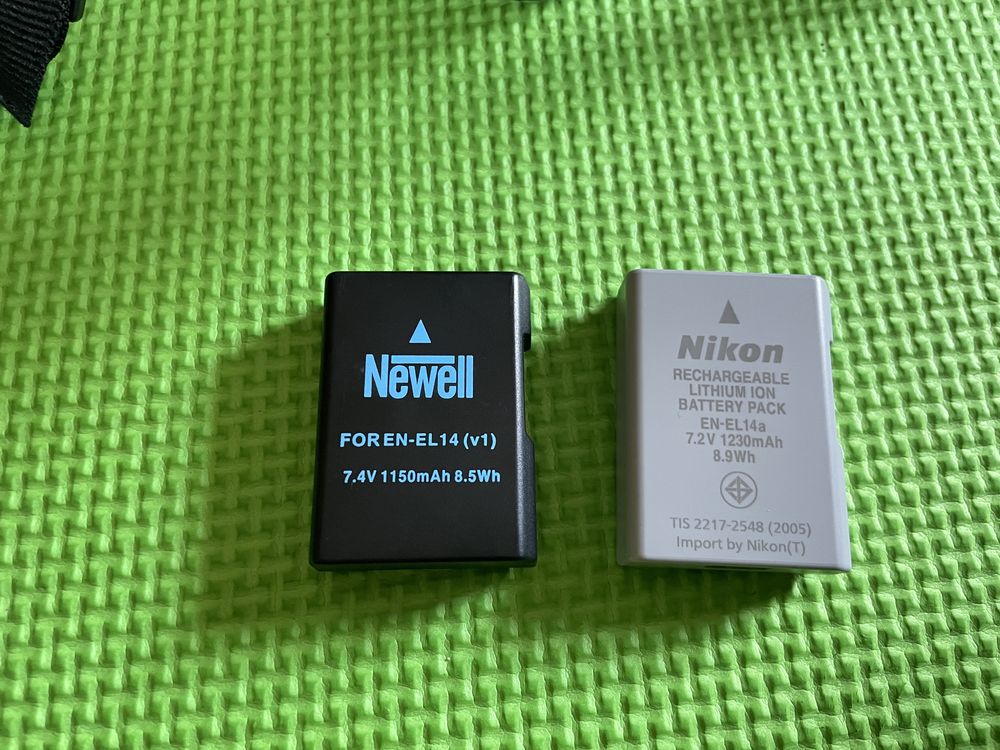 Newell
FOR EN-EL14 (v1)
7.4V 1150mAh 8.5Wh
Nikon
RECHARGEABLE
LITHIUM ION
BATTERY PACK
EN-EL14a
7.2V 1230mAh
8.9Wh
TIS 2217-2548 (2005)
Import by Nikon(T)